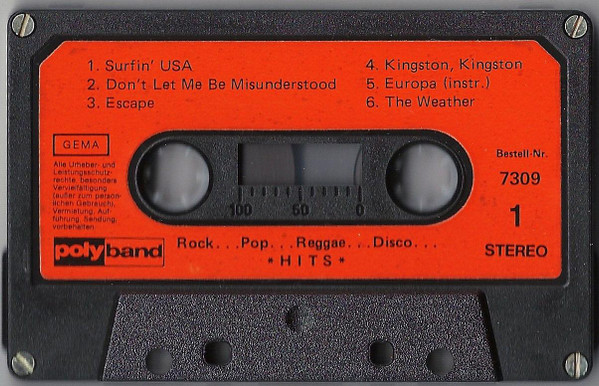 1. Surfin' USA
2. Don't Let Me Be Misunderstood
3. Escape
4. Kingston, Kingston
5. Europa (instr.)
6. The Weather
GEMA
Alle Urheber- und
Leistungsschutz-
rechte, besonders
Vervielfältigung
(außer zum persön-
lichen Gebrauch),
Vermietung, Auf-
führung, Sendung,
vorbehalten
100 50 0
Bestell-Nr.
7309
1
STEREO
polyband
Rock...Pop...Reggae...Disco...
*HITS*